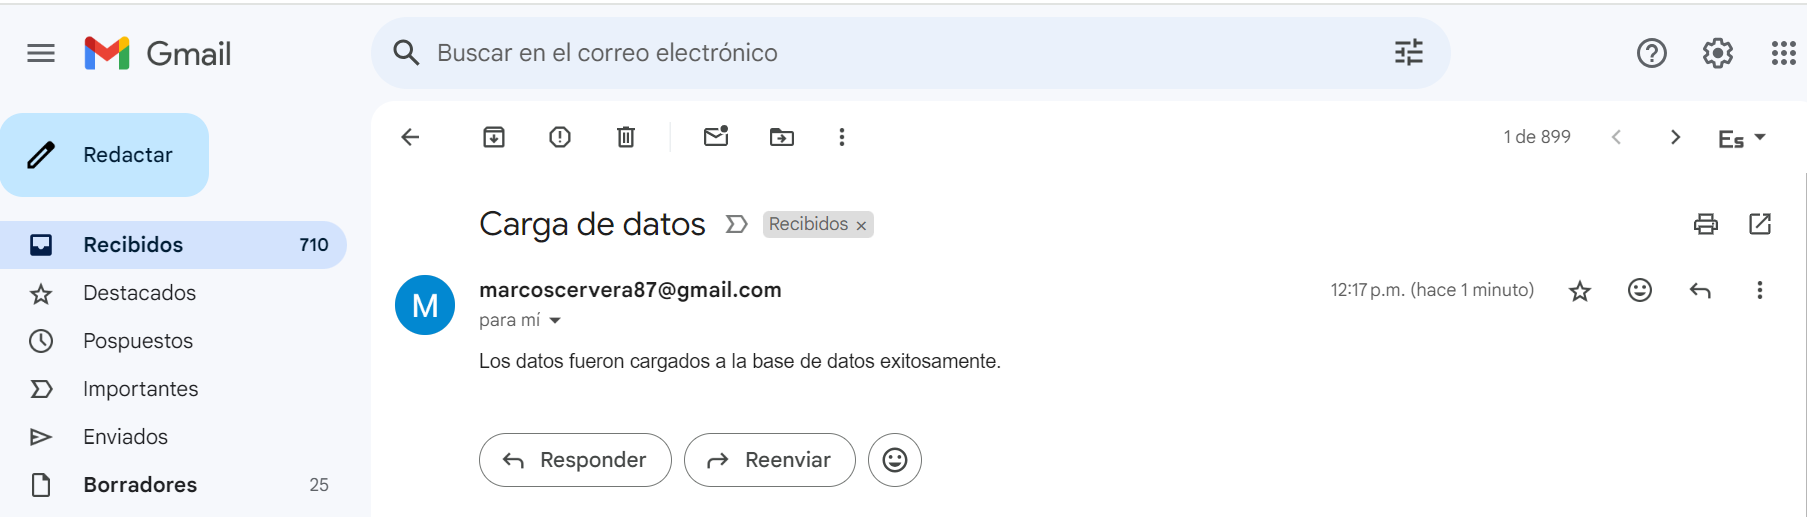 Gmail
Buscar en el correo electrónico
Redactar
1 de 899
Es
Carga de datos
Recibidos ×
Recibidos 710
Destacados
Pospuestos
Importantes
Enviados
Borradores 25
M
marcoscervera87@gmail.com
12:17 p.m. (hace 1 minuto)
para mí
Los datos fueron cargados a la base de datos exitosamente.
Responder
Reenviar